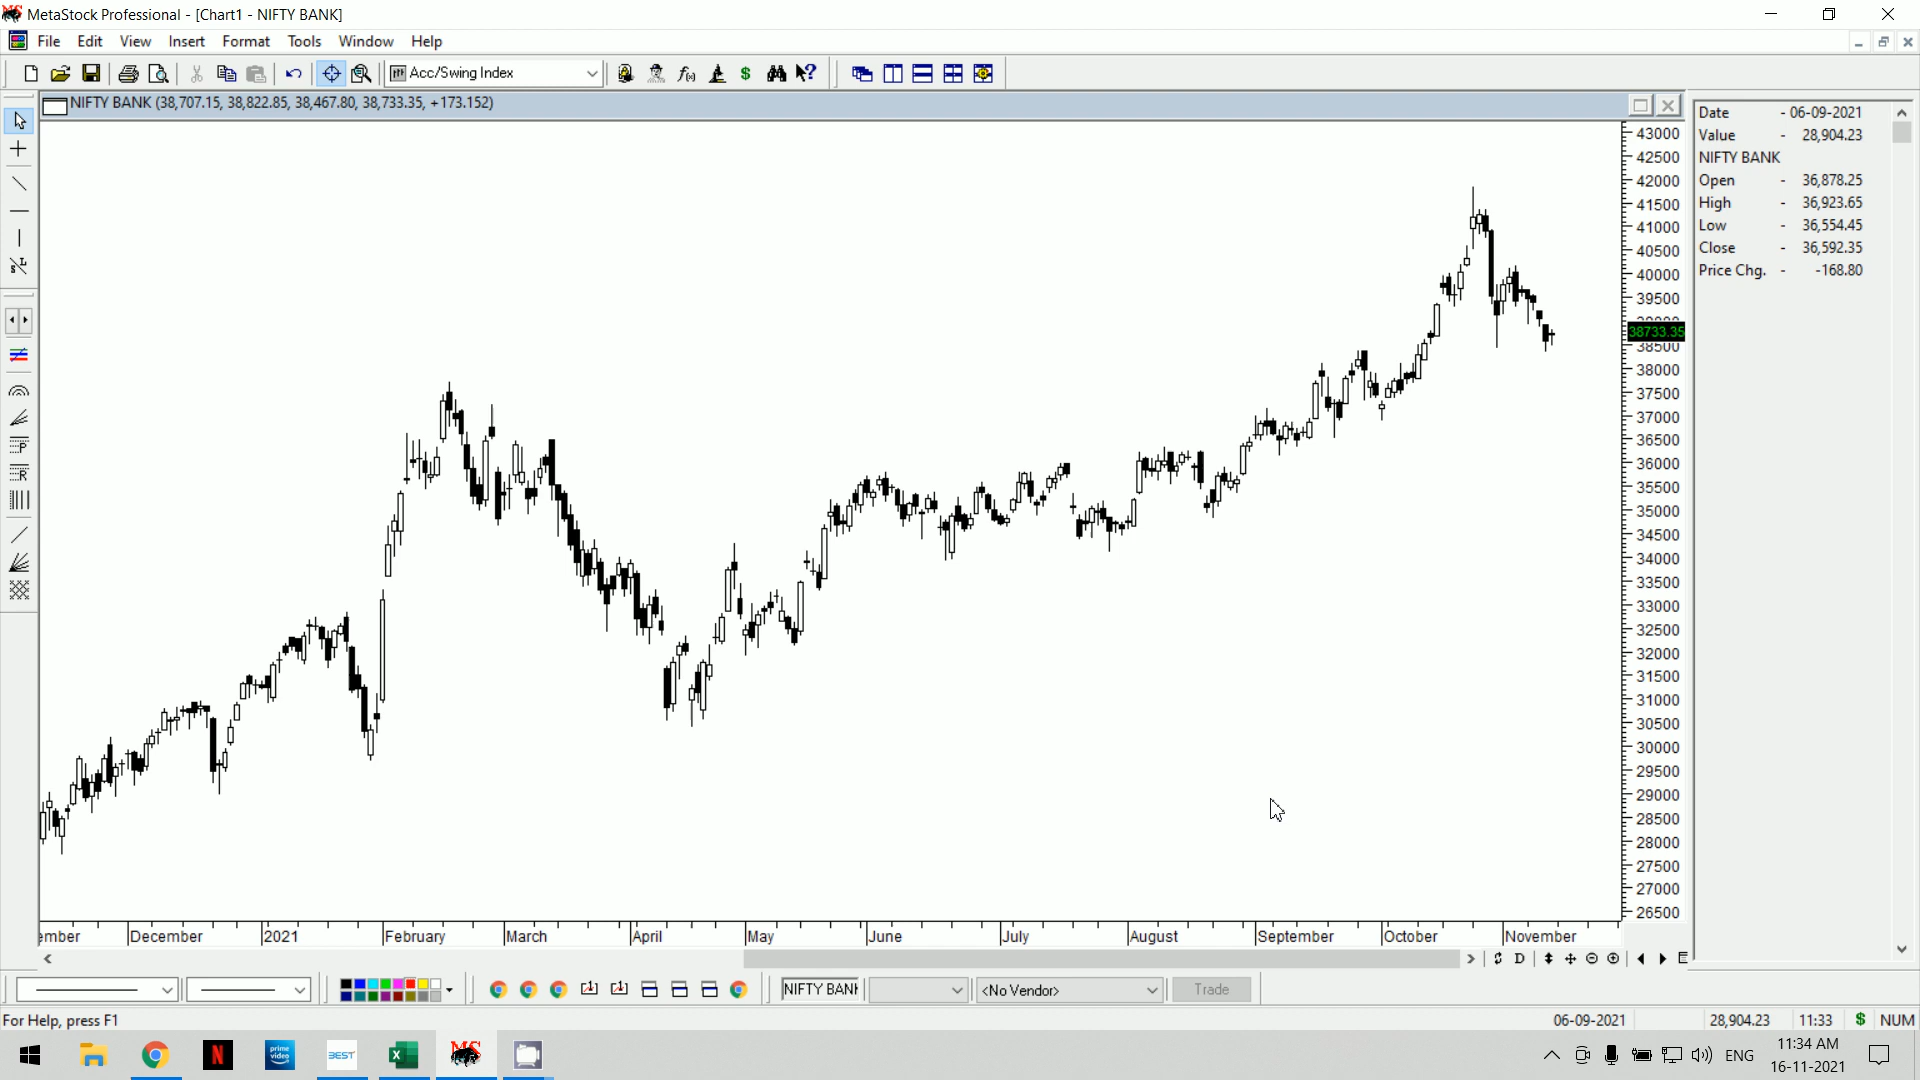 MetaStock Professional - [Chart1 - NIFTY BANK]
File Edit View Insert Format Tools Window Help
Acc/Swing Index
NIFTY BANK (38,707.15, 38,822.85, 38,467.80, 38,733.35, +173.152)
Date - 06-09-2021
Value - 28,904.23
NIFTY BANK
Open - 36,878.25
High - 36,923.65
Low - 36,554.45
Close - 36,592.35
Price Chg. - -168.80
43000
42500
42000
41500
41000
40500
40000
39500
38733.35
38500
38000
37500
37000
36500
36000
35500
35000
34500
34000
33500
33000
32500
32000
31500
31000
30500
30000
29500
29000
28500
28000
27500
27000
26500
ember December 2021 February March April May June July August September October November
D
NIFTY BANK <No Vendor> Trade
For Help, press F1 06-09-2021 28,904.23 11:33 $ NUM
prime video BEST ENG 11:34 AM
16-11-2021